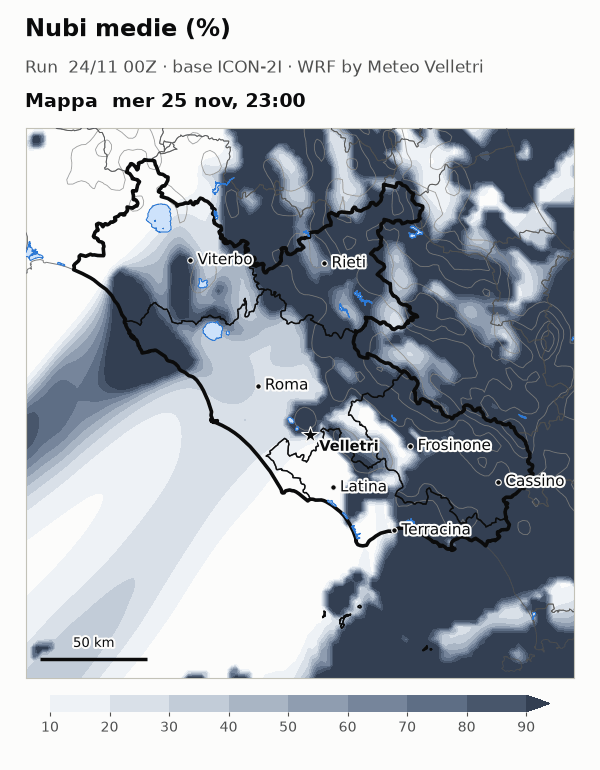 Nubi medie (%)
Run  24/11 00Z · base ICON-2I · WRF by Meteo Velletri
Mappa  mer 25 nov, 23:00
Viterbo
Rieti
Roma
Velletri
Frosinone
Latina
Cassino
Terracina
50 km
10 20 30 40 50 60 70 80 90